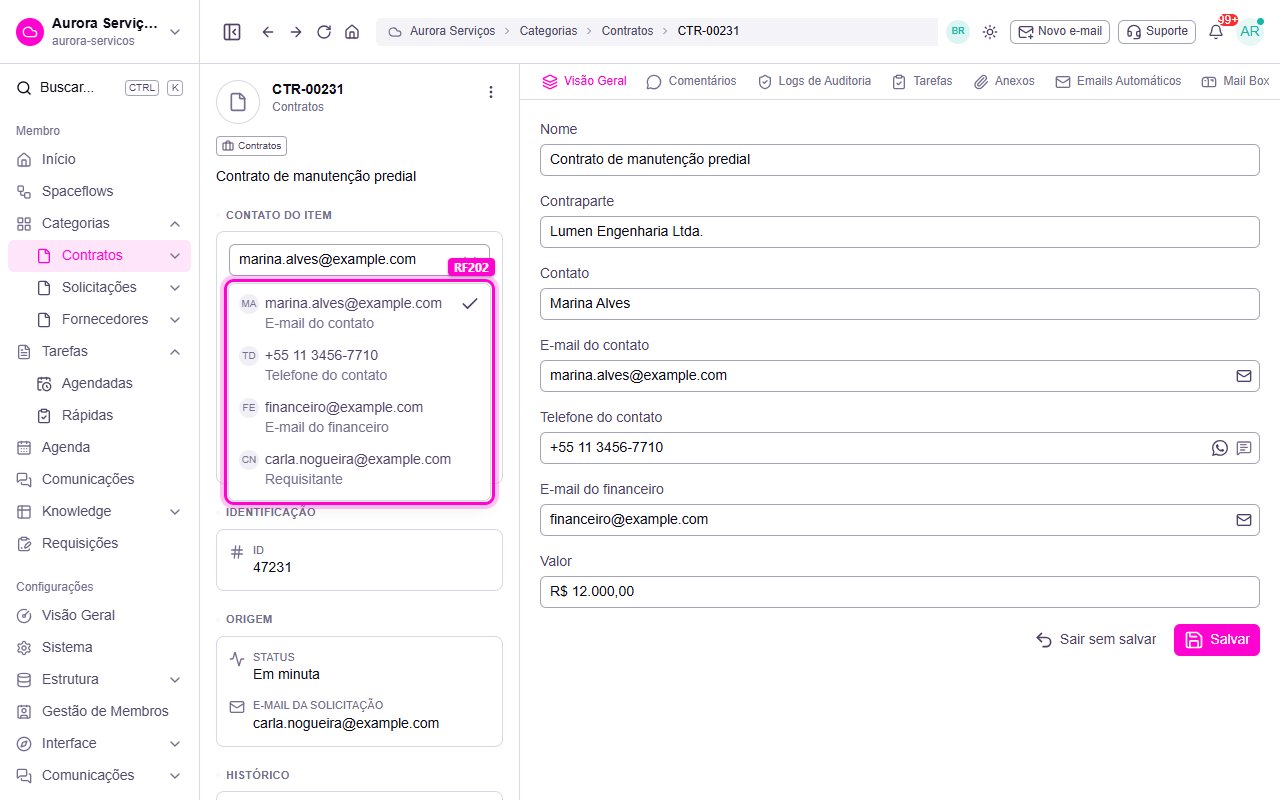 Aurora Serviç...
aurora-servicos
Buscar...
CTRL K
Membro
Início
Spaceflows
Categorias
Contratos
Solicitações
Fornecedores
Tarefas
Agendadas
Rápidas
Agenda
Comunicações
Knowledge
Requisições
Configurações
Visão Geral
Sistema
Estrutura
Gestão de Membros
Interface
Comunicações
Aurora Serviços
Categorias
Contratos
CTR-00231
BR
Novo e-mail
Suporte
99+
AR
CTR-00231
Contratos
Contratos
Contrato de manutenção predial
CONTATO DO ITEM
marina.alves@example.com
RF202
MA marina.alves@example.com
E-mail do contato
TD +55 11 3456-7710
Telefone do contato
FE financeiro@example.com
E-mail do financeiro
CN carla.nogueira@example.com
Requisitante
IDENTIFICAÇÃO
ID
47231
ORIGEM
STATUS
Em minuta
E-MAIL DA SOLICITAÇÃO
carla.nogueira@example.com
HISTÓRICO
Visão Geral
Comentários
Logs de Auditoria
Tarefas
Anexos
Emails Automáticos
Mail Box
Nome
Contrato de manutenção predial
Contraparte
Lumen Engenharia Ltda.
Contato
Marina Alves
E-mail do contato
marina.alves@example.com
Telefone do contato
+55 11 3456-7710
E-mail do financeiro
financeiro@example.com
Valor
R$ 12.000,00
Sair sem salvar
Salvar